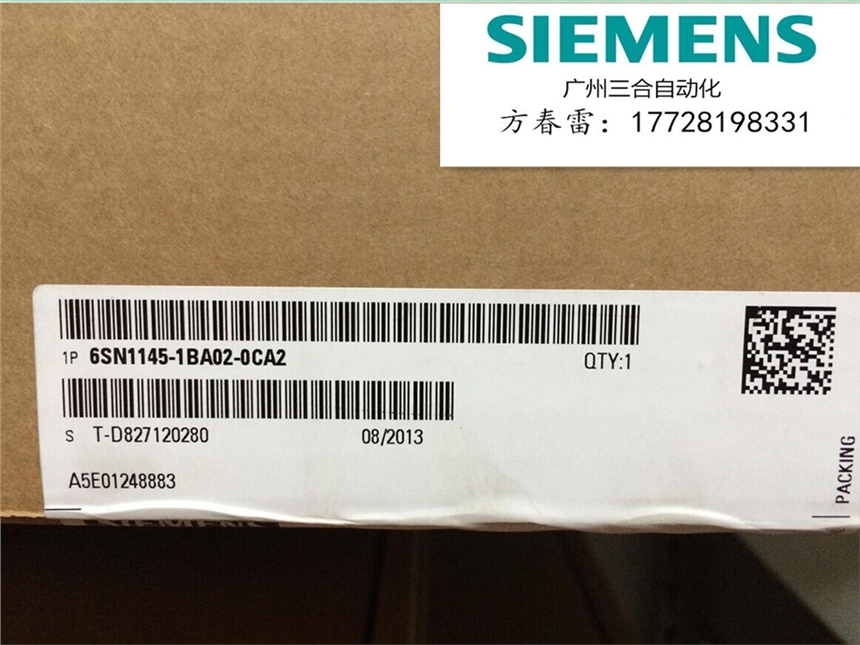 SIEMENS
广州三合自动化
方春雷：17728198331
1P 6SN1145-1BA02-0CA2 QTY:1
S T-D827120280 08/2013
A5E01248883
PACKING
SIEMENS